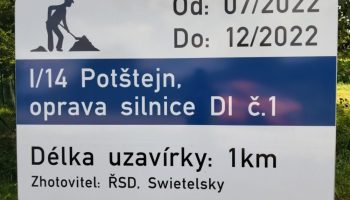 Od: 07/2022
Do: 12/2022
I/14 Potštejn,
oprava silnice DI č.1
Délka uzavírky: 1km
Zhotovitel: ŘSD, Swietelsky